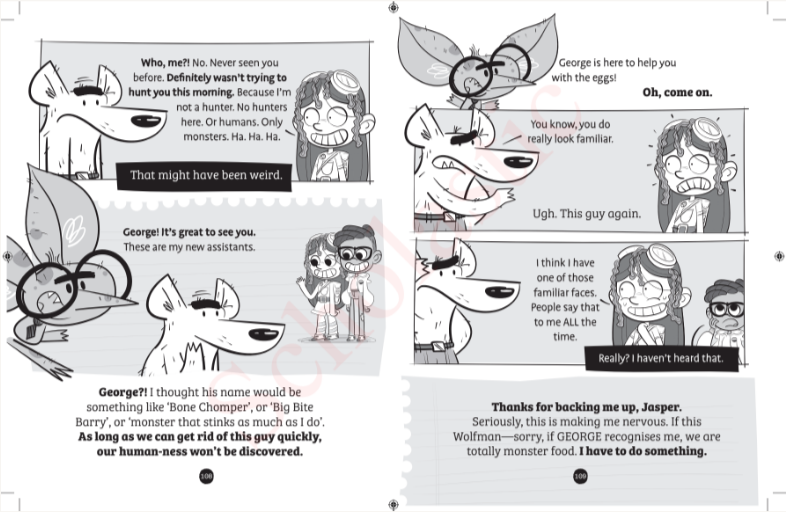 Who, me?! No. Never seen you
before. Definitely wasn't trying to
hunt you this morning. Because I'm
not a hunter. No hunters
here. Or humans. Only
monsters. Ha. Ha. Ha.
That might have been weird.
George! It's great to see you.
These are my new assistants.
George?! I thought his name would be
something like 'Bone Chomper', or 'Big Bite
Barry', or 'monster that stinks as much as I do'.
As long as we can get rid of this guy quickly,
our human-ness won't be discovered.
108
George is here to help you
with the eggs!
Oh, come on.
You know, you do
really look familiar.
Ugh. This guy again.
I think I have
one of those
familiar faces.
People say that
to me ALL the
time.
Really? I haven't heard that.
Thanks for backing me up, Jasper.
Seriously, this is making me nervous. If this
Wolfman—sorry, if GEORGE recognises me, we are
totally monster food. I have to do something.
109
Scholastic